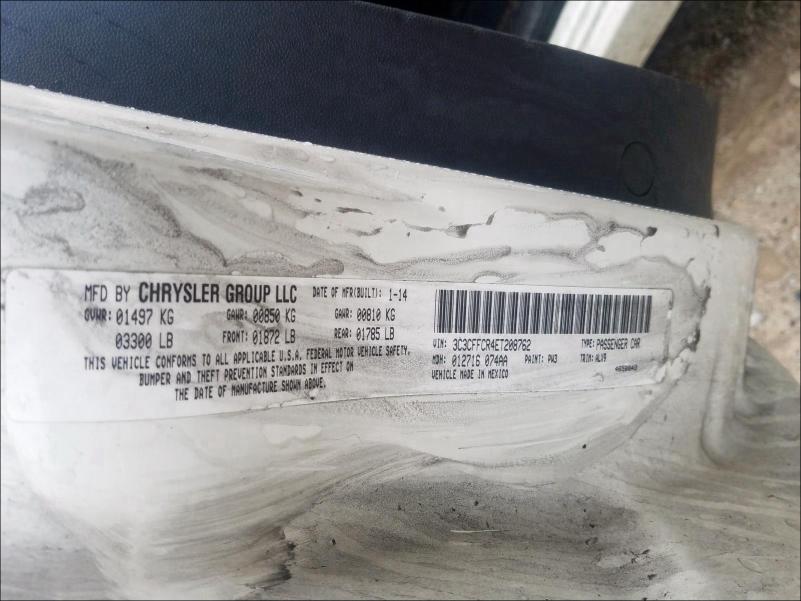 MFD BY CHRYSLER GROUP LLC DATE OF MFR(BUILT): 1-14
GVWR: 01497 KG GAWR: 00850 KG GAWR: 00810 KG
03300 LB FRONT: 01872 LB REAR: 01785 LB
THIS VEHICLE CONFORMS TO ALL APPLICABLE U.S.A. FEDERAL MOTOR VEHICLE SAFETY,
BUMPER AND THEFT PREVENTION STANDARDS IN EFFECT ON
THE DATE OF MANUFACTURE SHOWN ABOVE.
VIN: 3C3CFFCR4ET208762 TYPE: PASSENGER CAR
MDH: 012716 074AA PAINT: PW3 TRIM: ALV9
VEHICLE MADE IN MEXICO